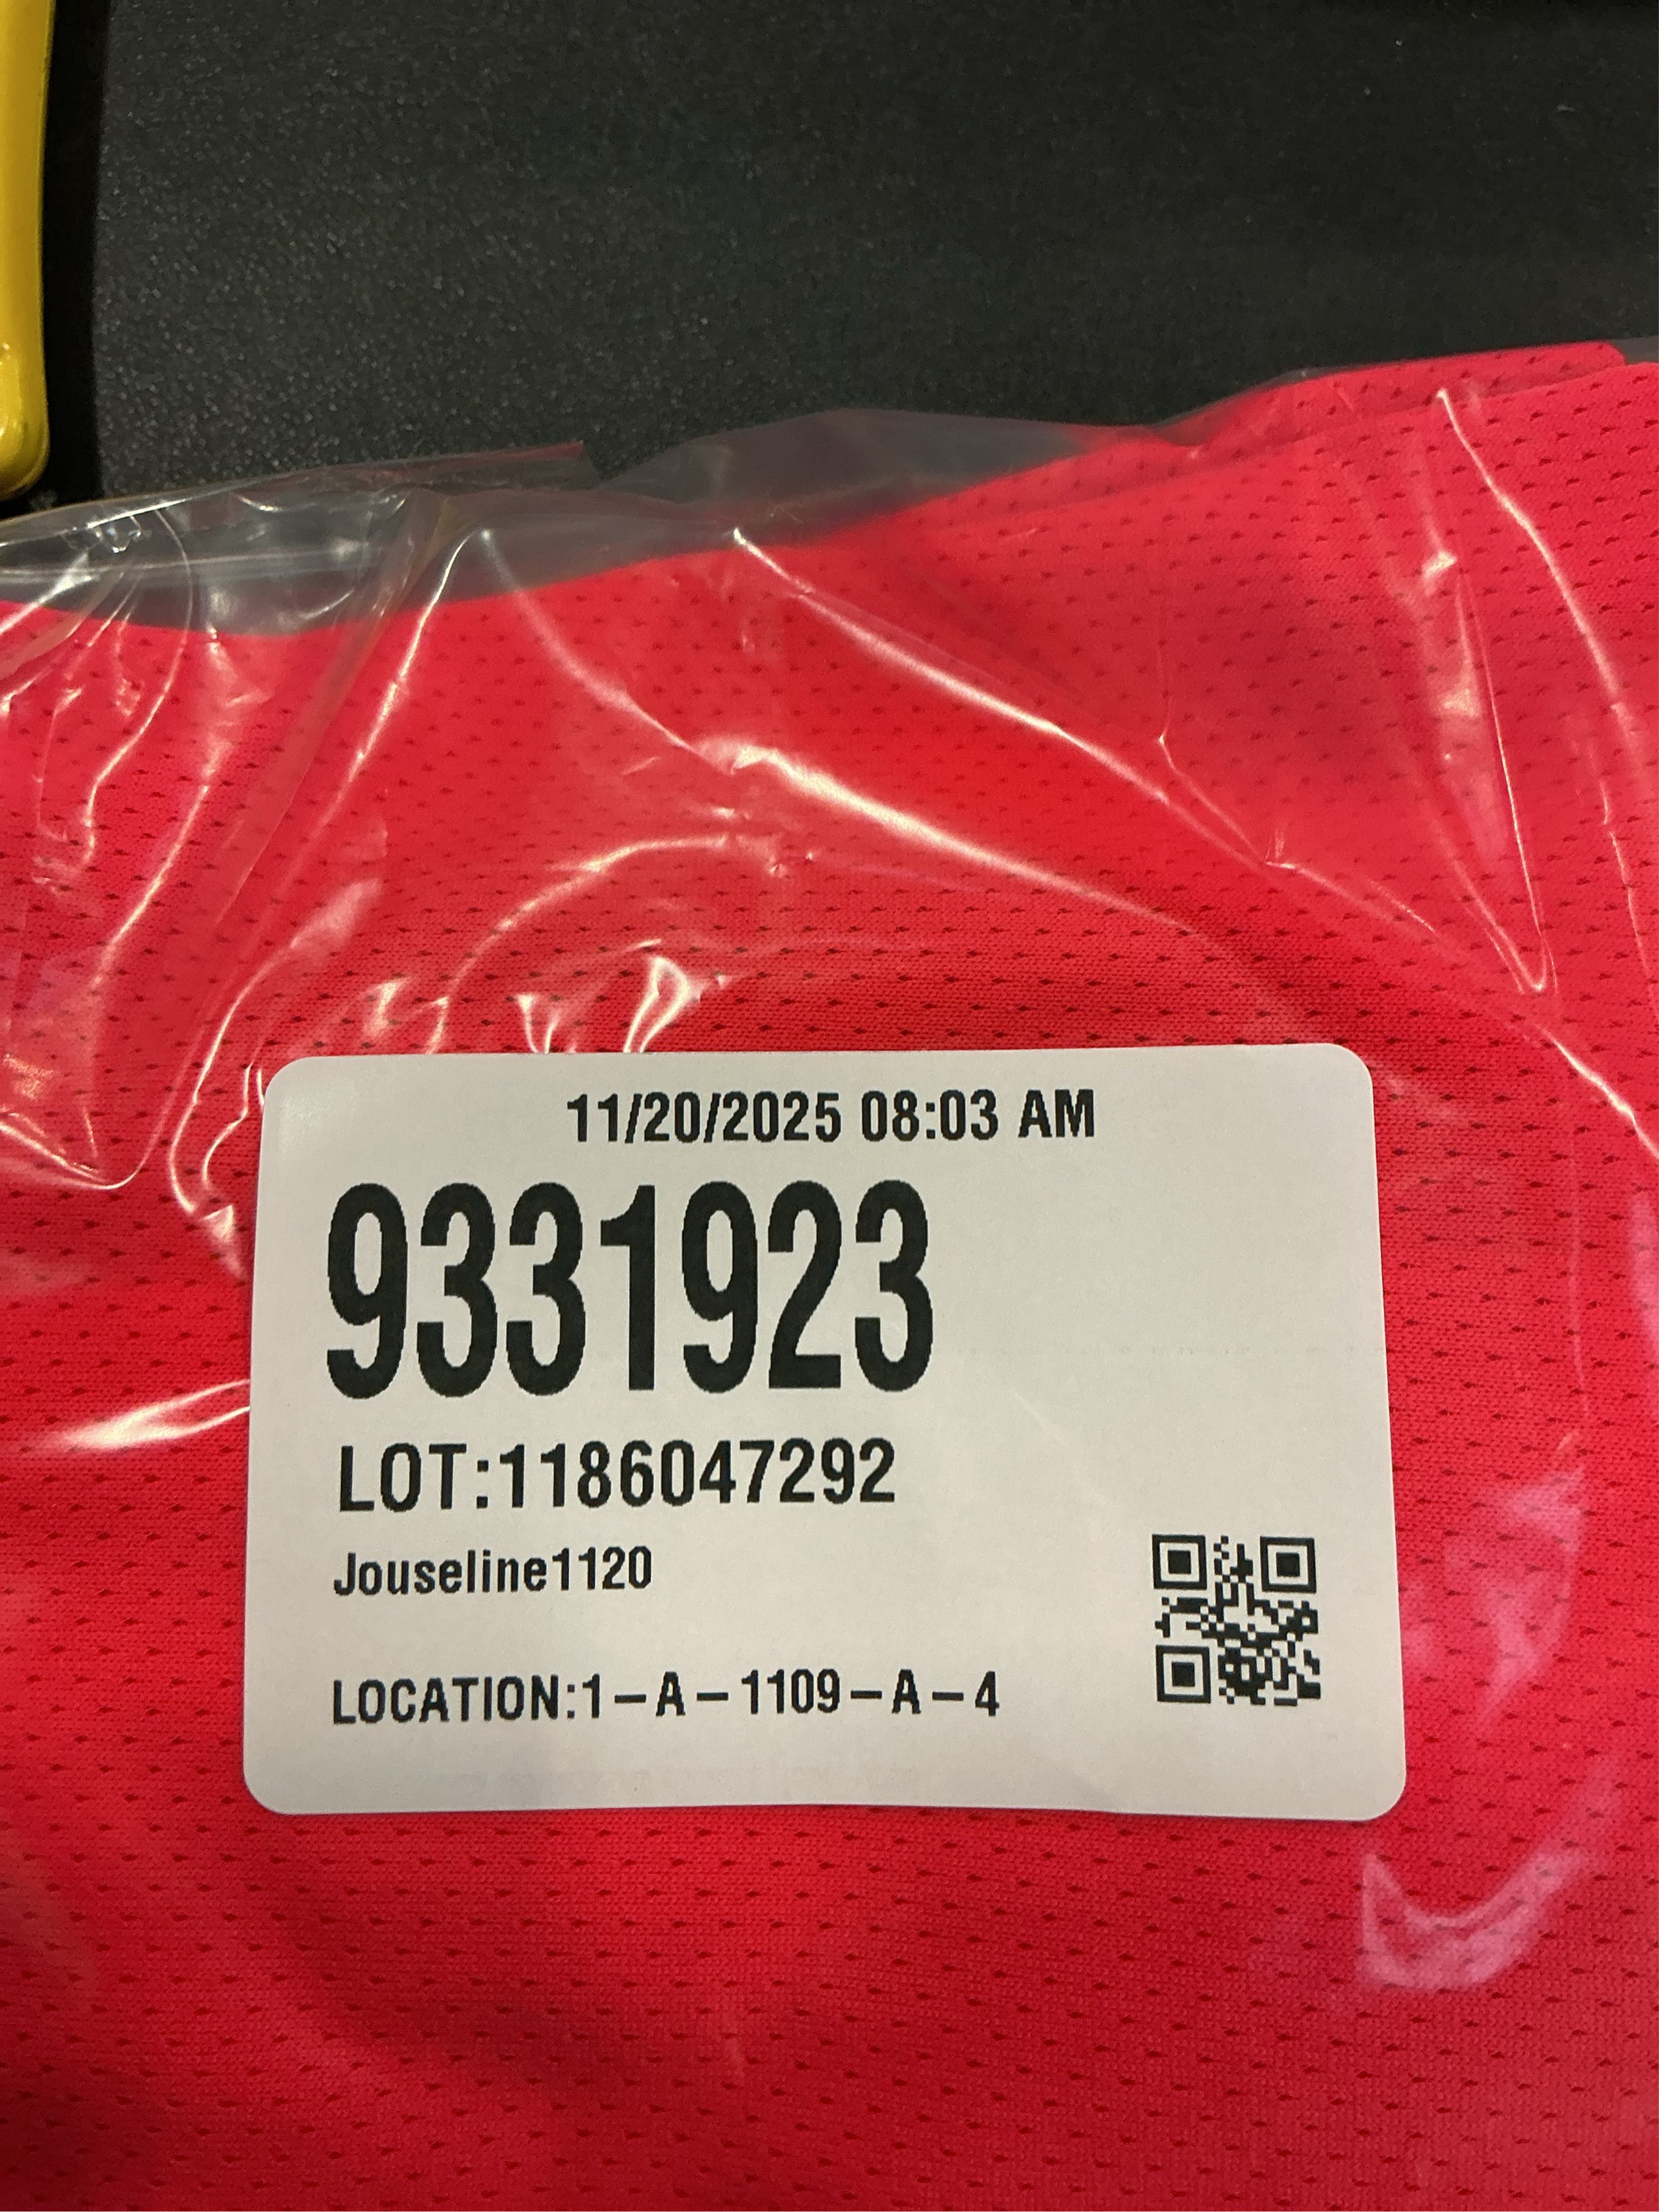 11/20/2025 08:03 AM
9331923
LOT:1186047292
Jouseline1120
LOCATION:1-A-1109-A-4